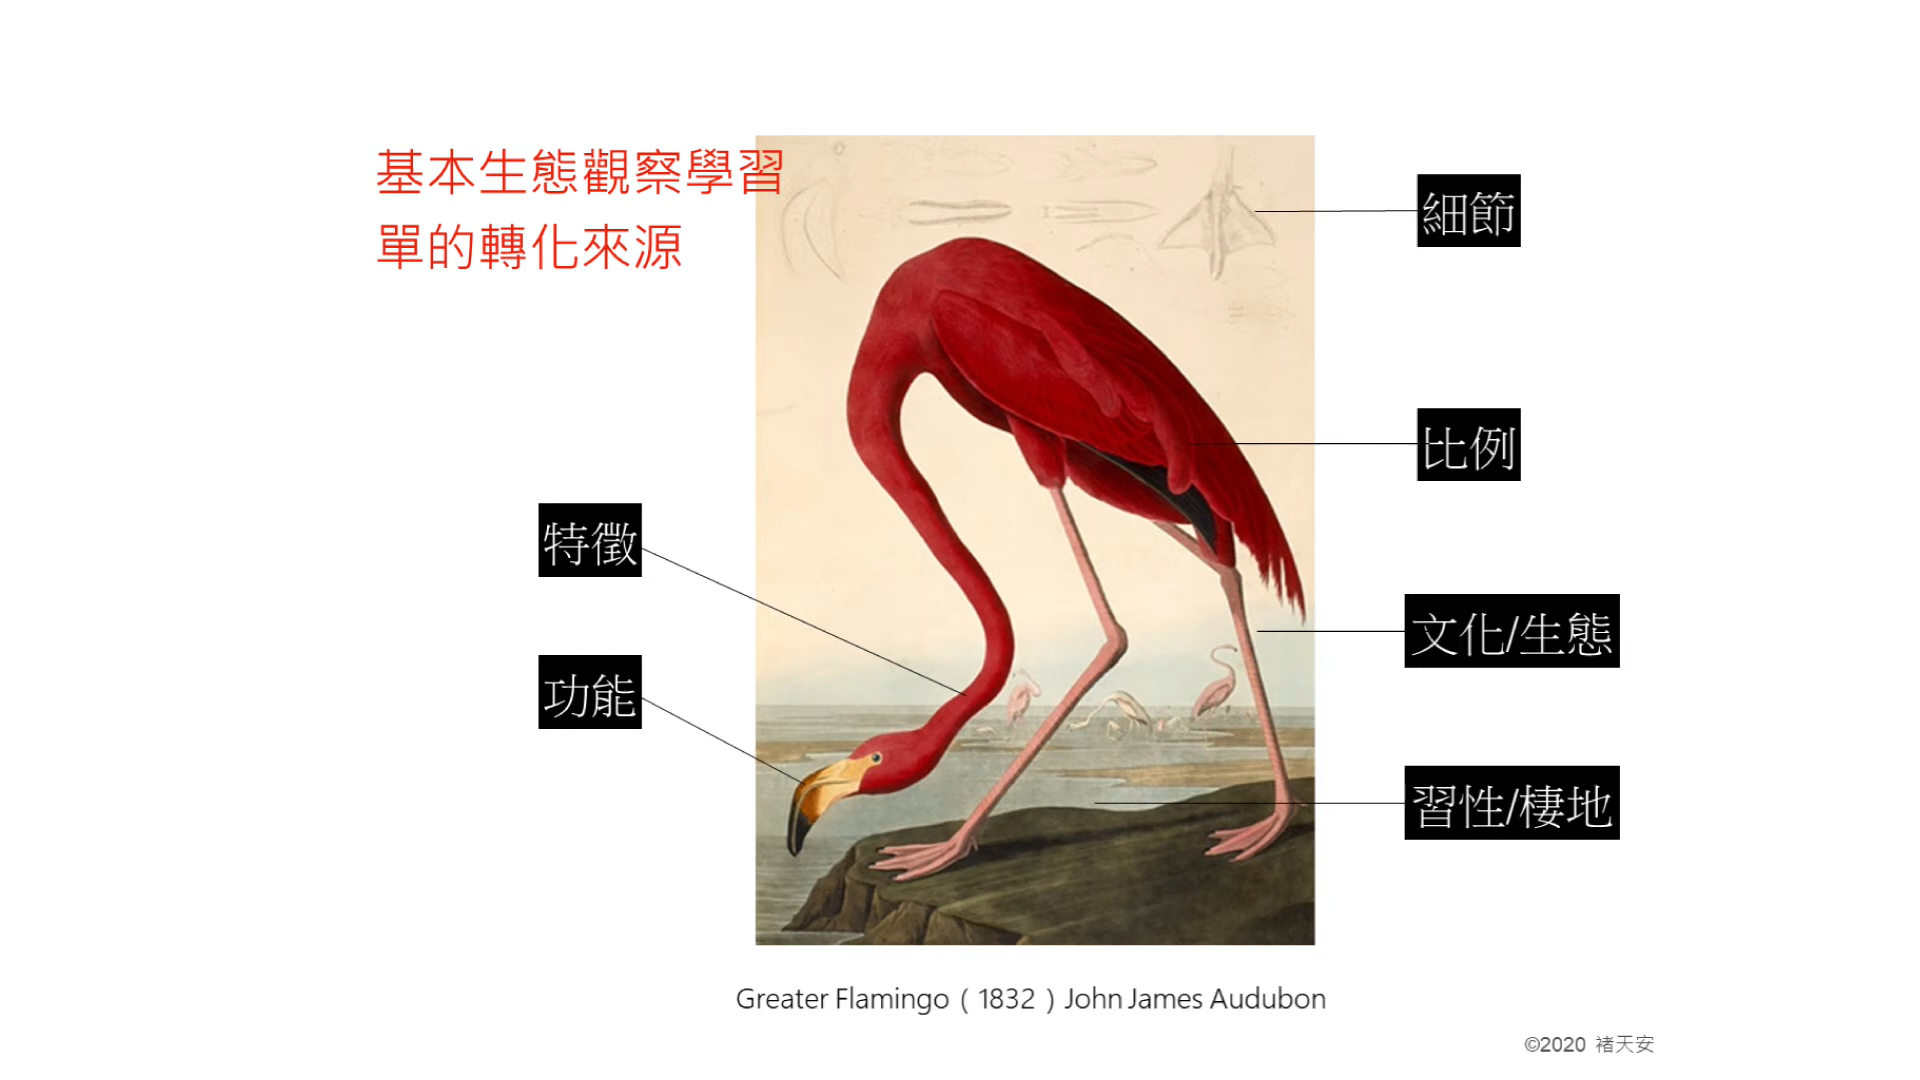 基本生態觀察學習
單的轉化來源
細節
比例
特徵
文化/生態
功能
習性/棲地
Greater Flamingo（1832）John James Audubon
©2020 褚天安